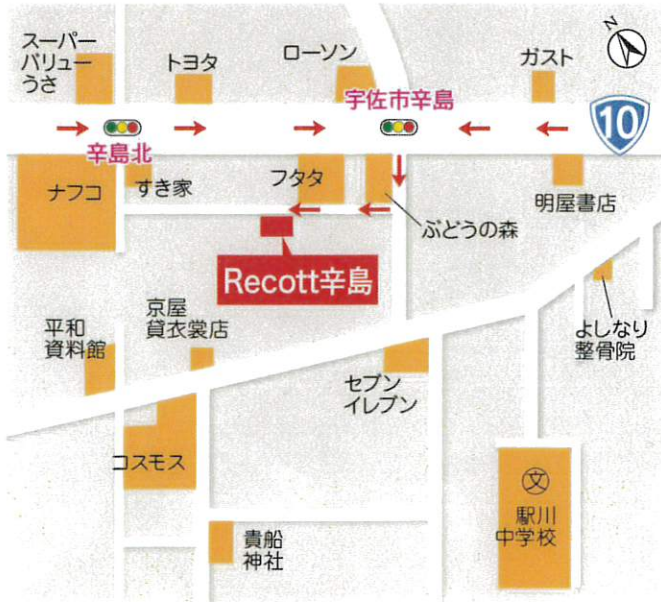 スーパー
バリュー
うさ
トヨタ
ローソン
ガスト
N
宇佐市辛島
10
辛島北
ナフコ
すき家
フタタ
ぶどうの森
明屋書店
Recott辛島
京屋
貸衣裳店
平和
資料館
よしなり
整骨院
セブン
イレブン
コスモス
文
駅川
中学校
貴船
神社